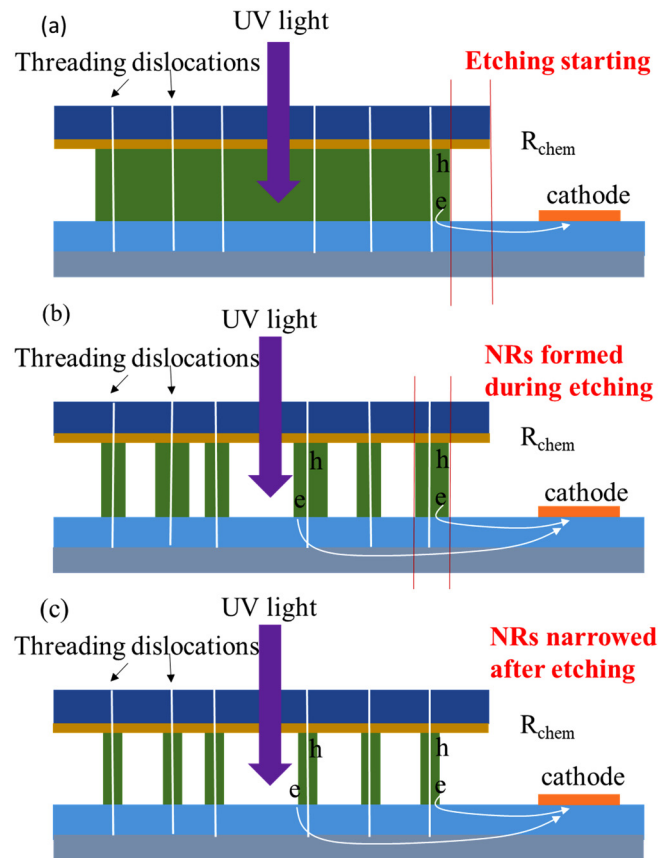 (a)
UV light
Threading dislocations
Etching starting
R_chem
h
cathode
e
(b)
UV light
Threading dislocations
NRs formed
during etching
R_chem
h
h
cathode
e
e
(c)
UV light
Threading dislocations
NRs narrowed
after etching
R_chem
h
h
cathode
e
e